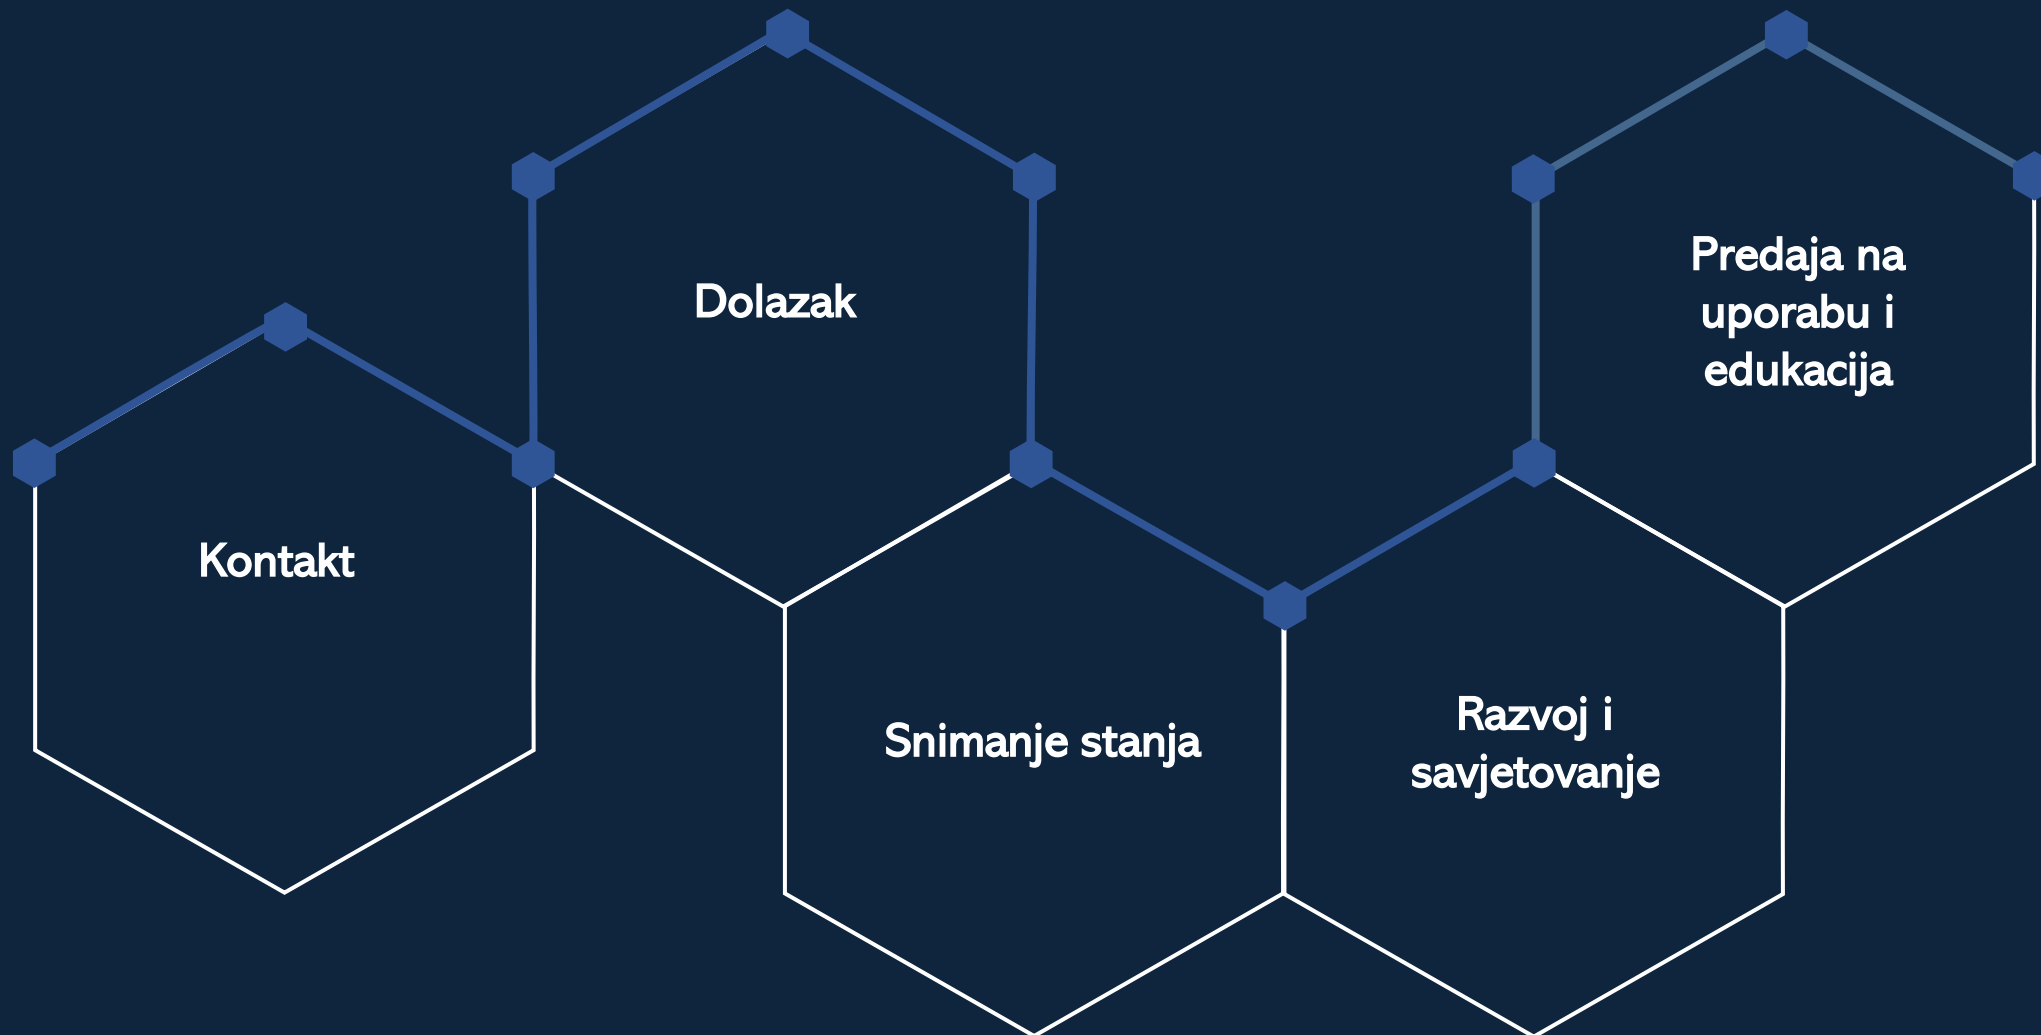 Kontakt
Dolazak
Snimanje stanja
Razvoj i
savjetovanje
Predaja na
uporabu i
edukacija